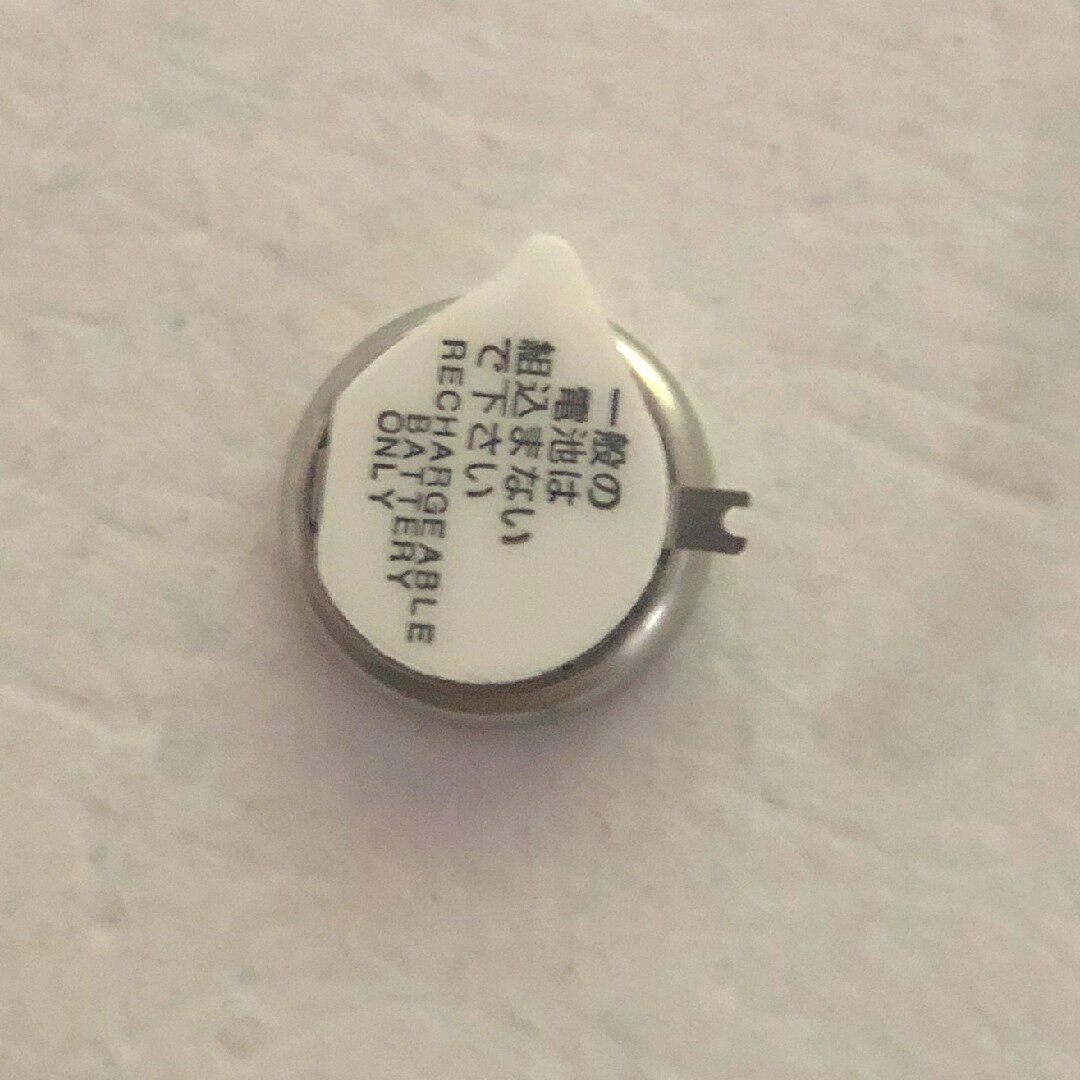 一般の
電池は
組込まない
で下さい
RECHARGEABLE
BATTERY
ONLY